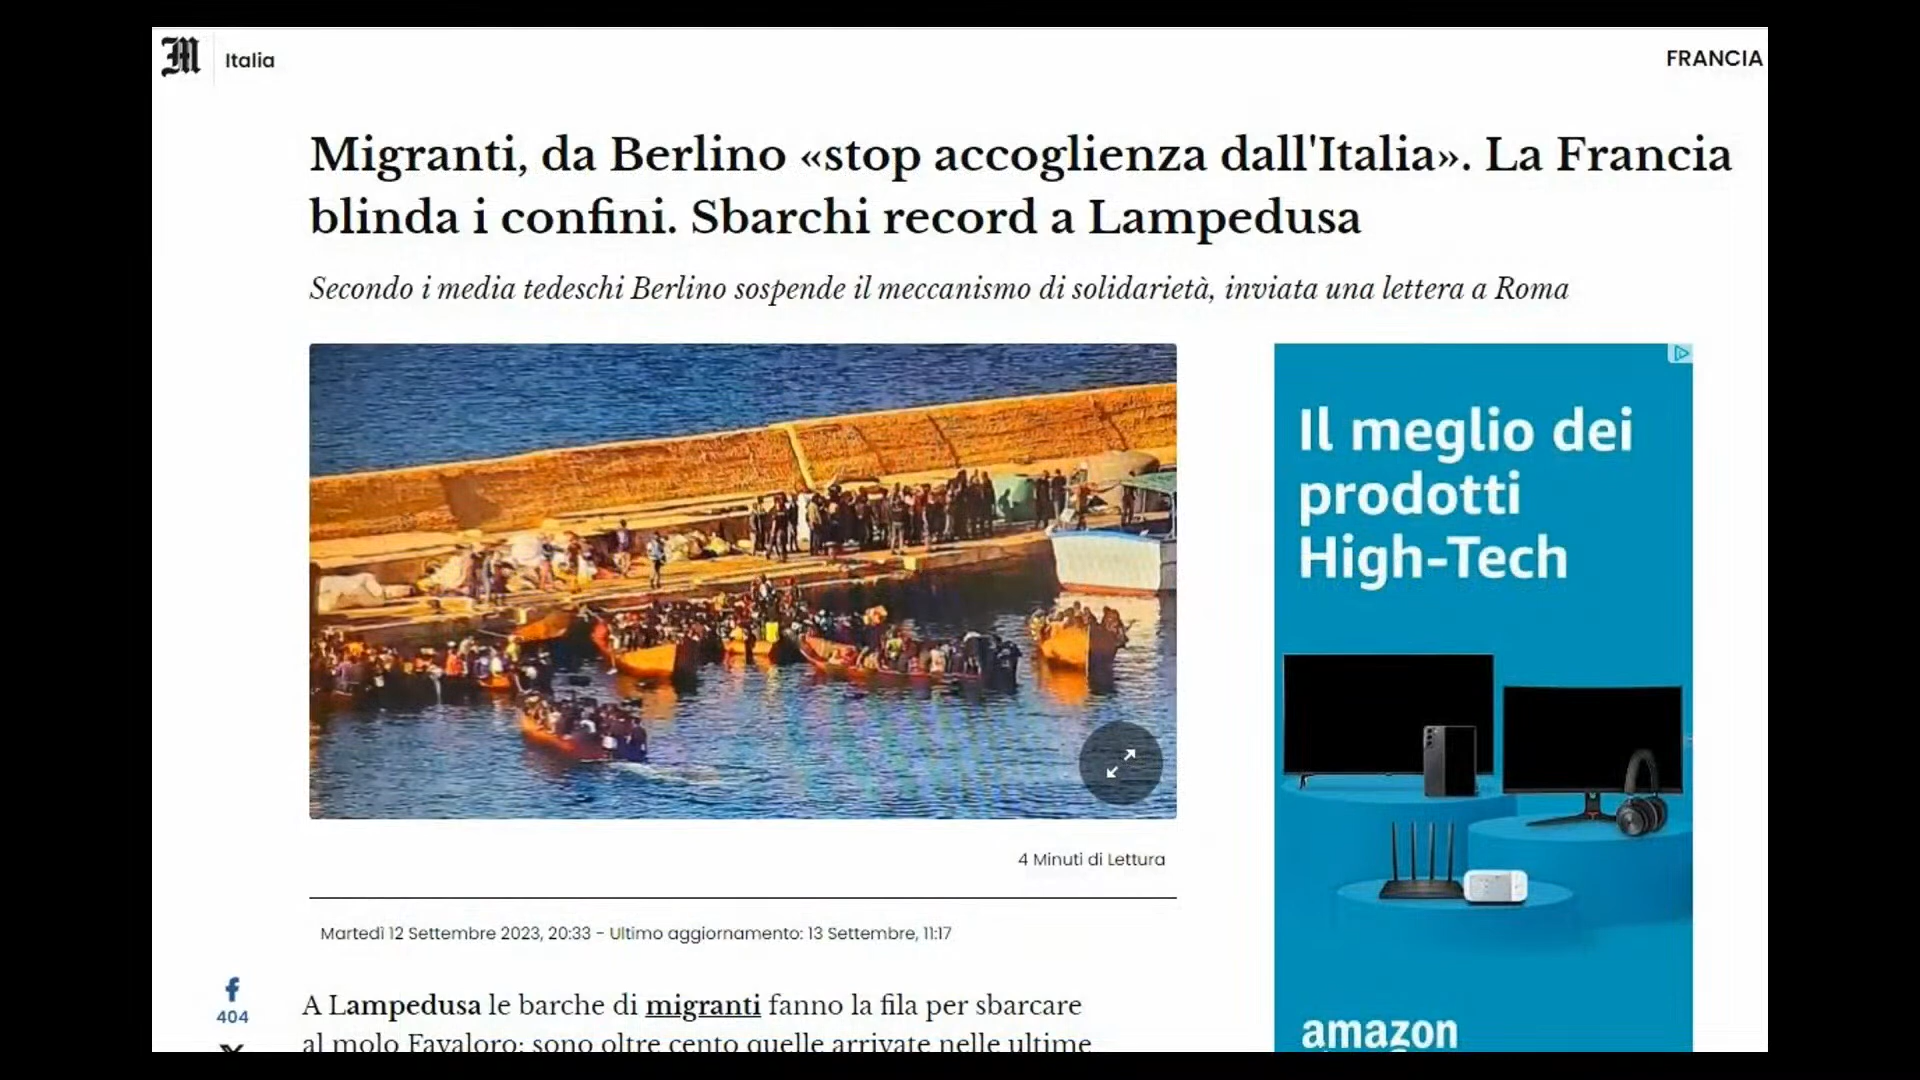 M Italia
FRANCIA
Migranti, da Berlino «stop accoglienza dall'Italia». La Francia
blinda i confini. Sbarchi record a Lampedusa
Secondo i media tedeschi Berlino sospende il meccanismo di solidarietà, inviata una lettera a Roma
4 Minuti di Lettura
Martedì 12 Settembre 2023, 20:33 - Ultimo aggiornamento: 13 Settembre, 11:17
404
A Lampedusa le barche di migranti fanno la fila per sbarcare
al molo Favaloro: sono oltre cento quelle arrivate nelle ultime
Il meglio dei
prodotti
High-Tech
amazon